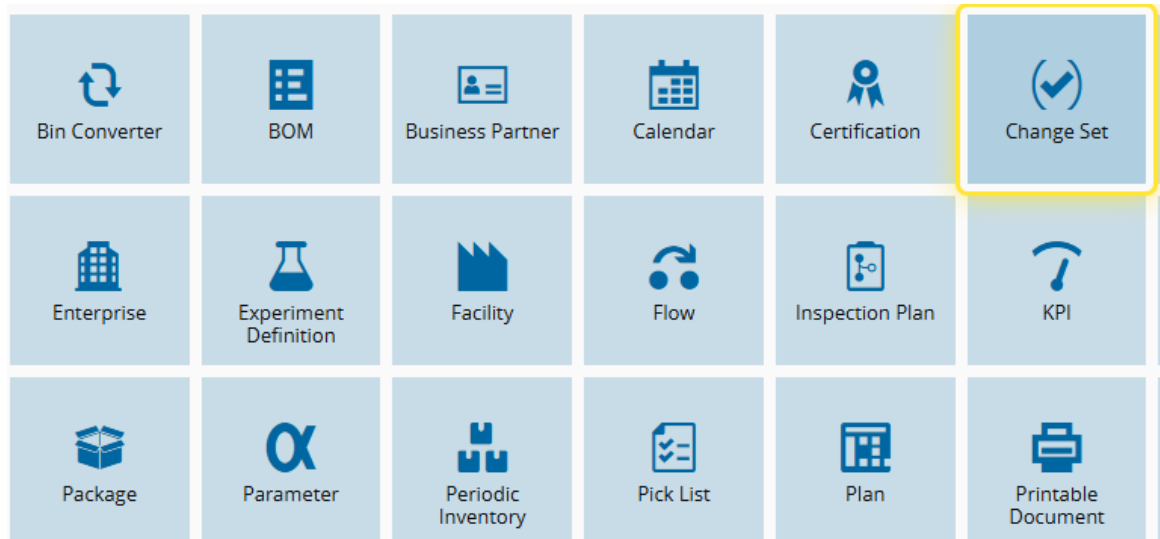 Bin Converter
BOM
Business Partner
Calendar
Certification
Change Set
Enterprise
Experiment
Definition
Facility
Flow
Inspection Plan
KPI
Package
Parameter
Periodic
Inventory
Pick List
Plan
Printable
Document